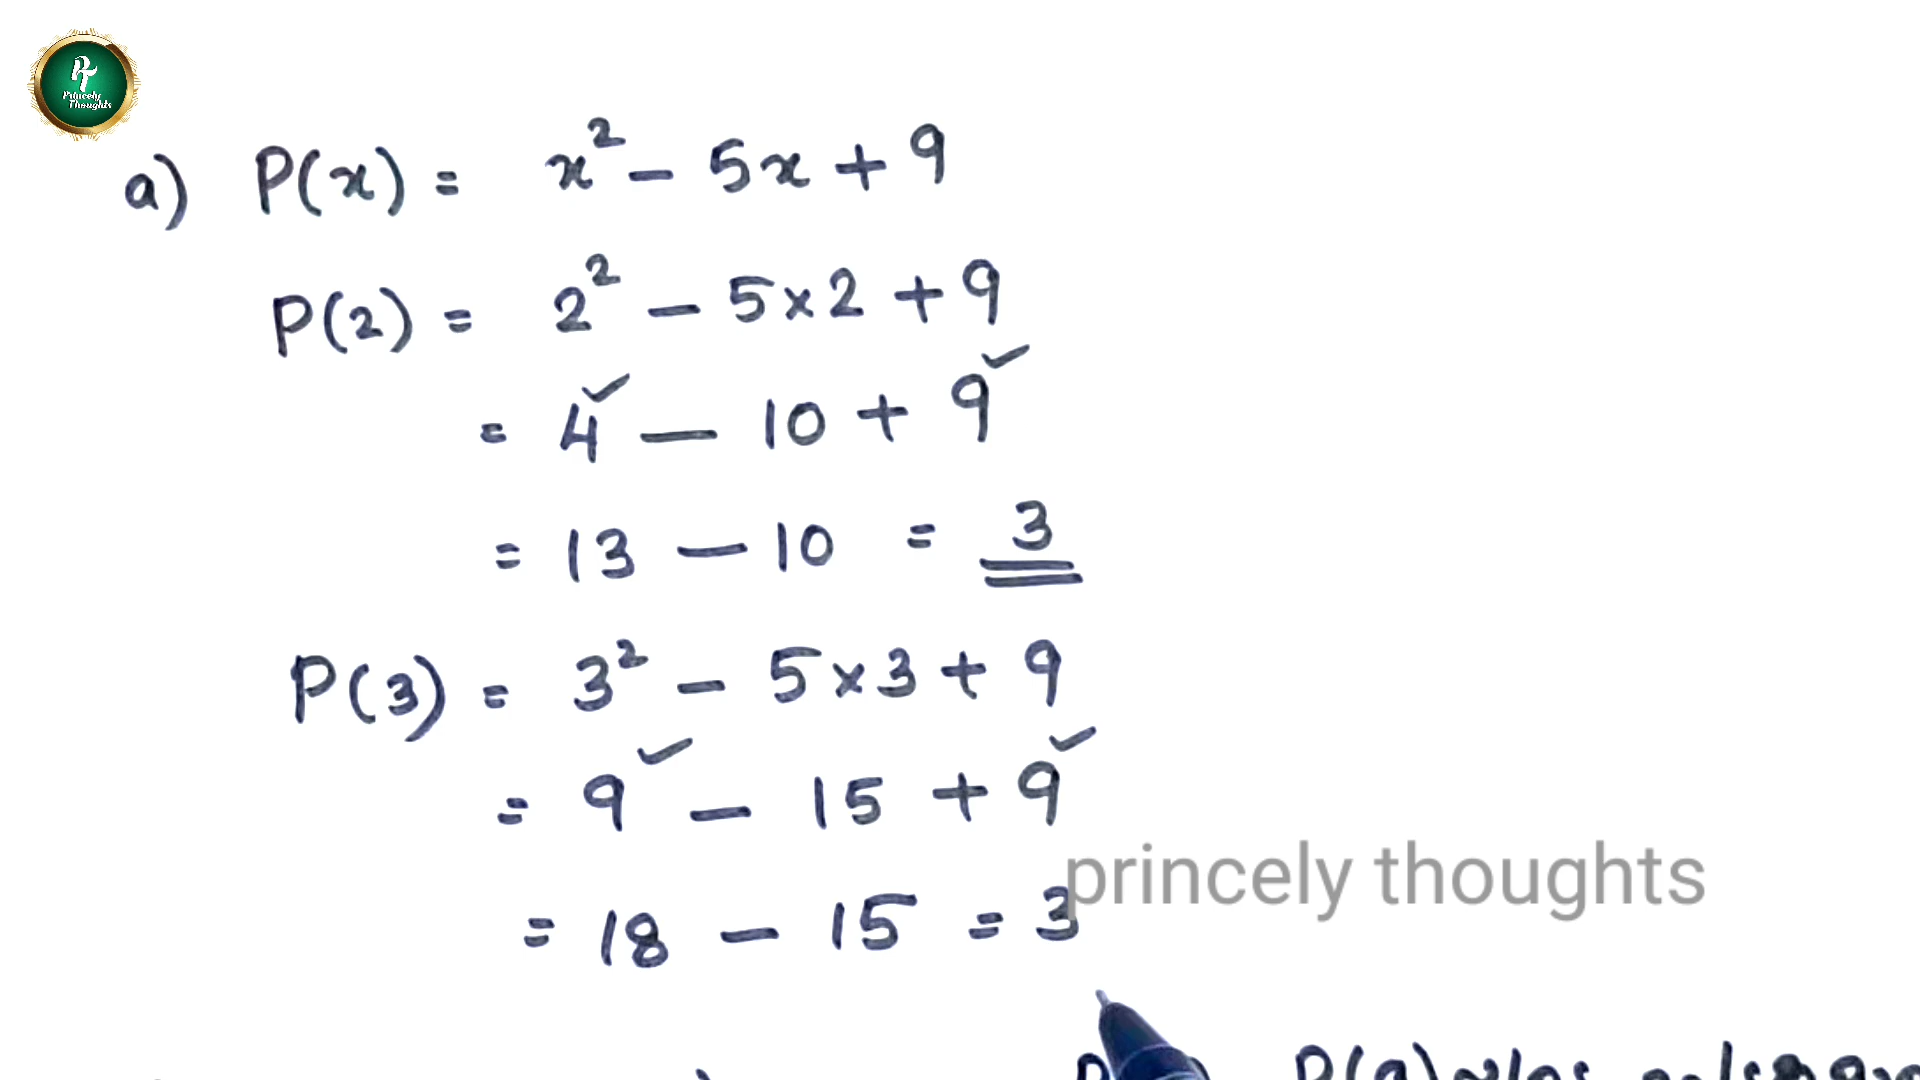 PT
Princely
Thoughts
a) P(x) = x² - 5x + 9
P(2) = 2² - 5×2 + 9
= 4 - 10 + 9
= 13 - 10 = 3
P(3) = 3² - 5×3 + 9
= 9 - 15 + 9
= 18 - 15 = 3
princely thoughts